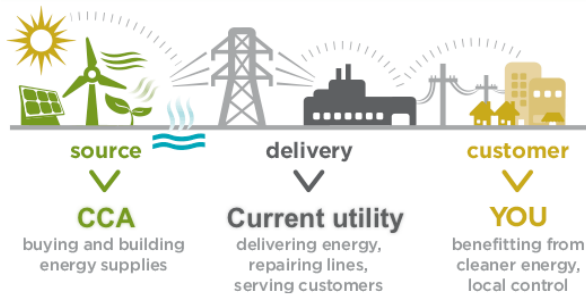 source
delivery
customer
CCA
Current utility
YOU
buying and building
energy supplies
delivering energy,
repairing lines,
serving customers
benefitting from
cleaner energy,
local control